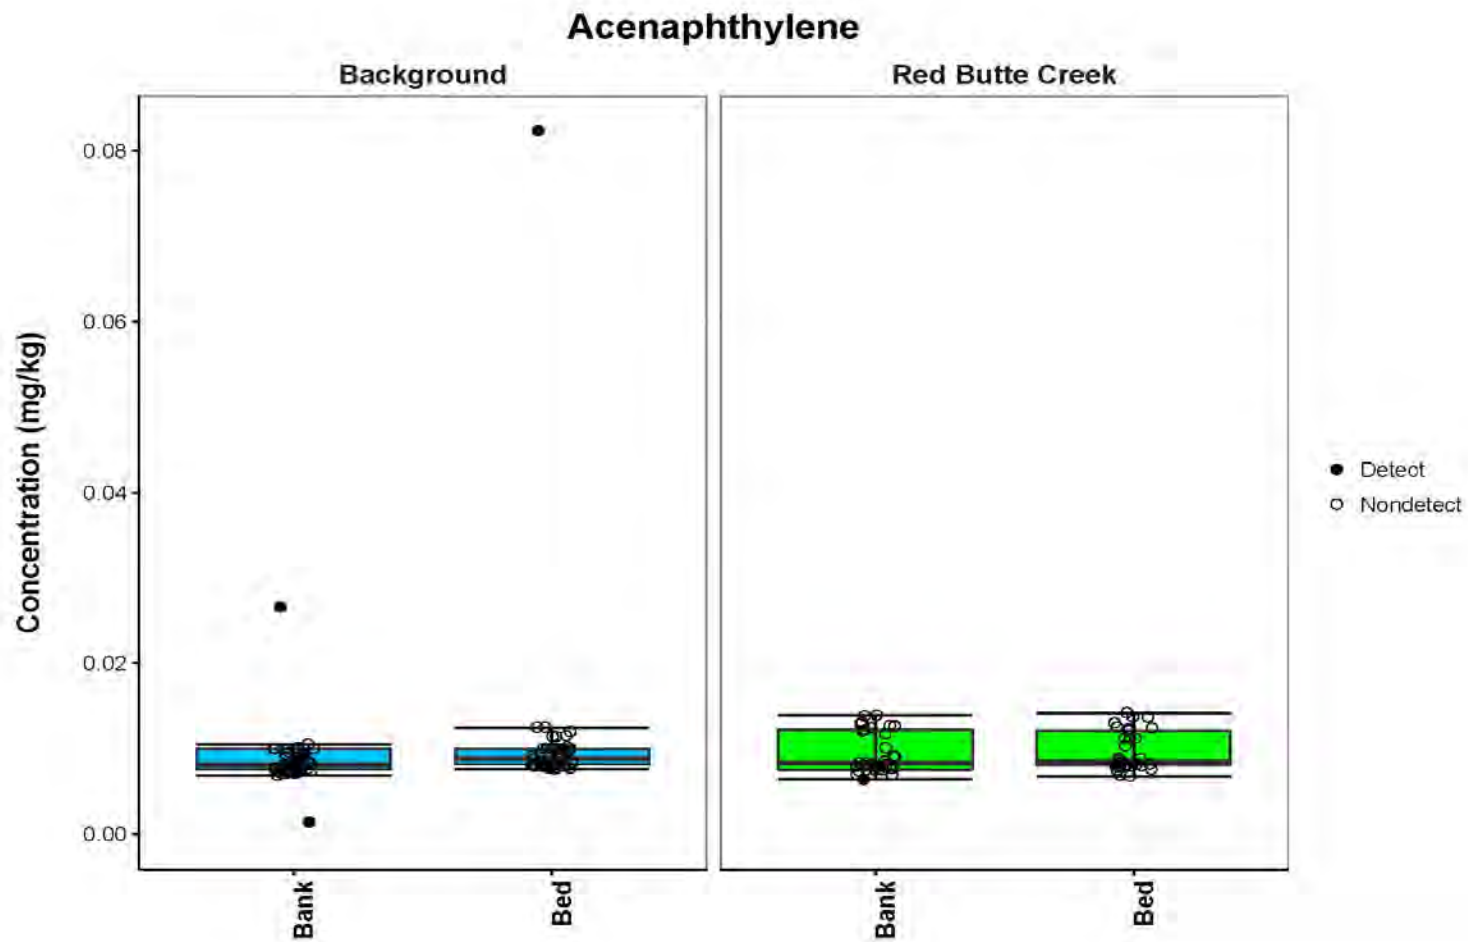 Acenaphthylene
Background
Red Butte Creek
Concentration (mg/kg)
0.08
0.06
0.04
0.02
0.00
Bank
Bed
Bank
Bed
Detect
Nondetect